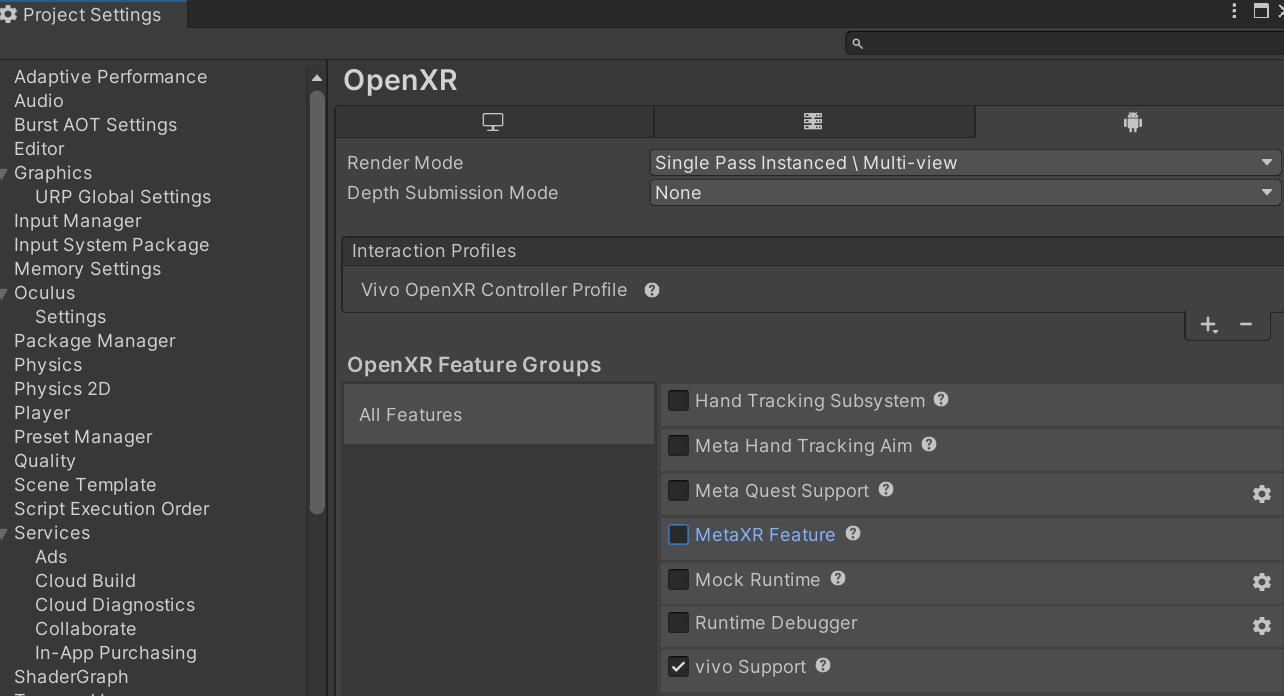 Project Settings
Adaptive Performance
Audio
Burst AOT Settings
Editor
Graphics
URP Global Settings
Input Manager
Input System Package
Memory Settings
Oculus
Settings
Package Manager
Physics
Physics 2D
Player
Preset Manager
Quality
Scene Template
Script Execution Order
Services
Ads
Cloud Build
Cloud Diagnostics
Collaborate
In-App Purchasing
ShaderGraph
OpenXR
Render Mode Single Pass Instanced \ Multi-view
Depth Submission Mode None
Interaction Profiles
Vivo OpenXR Controller Profile
OpenXR Feature Groups
All Features
Hand Tracking Subsystem
Meta Hand Tracking Aim
Meta Quest Support
MetaXR Feature
Mock Runtime
Runtime Debugger
vivo Support